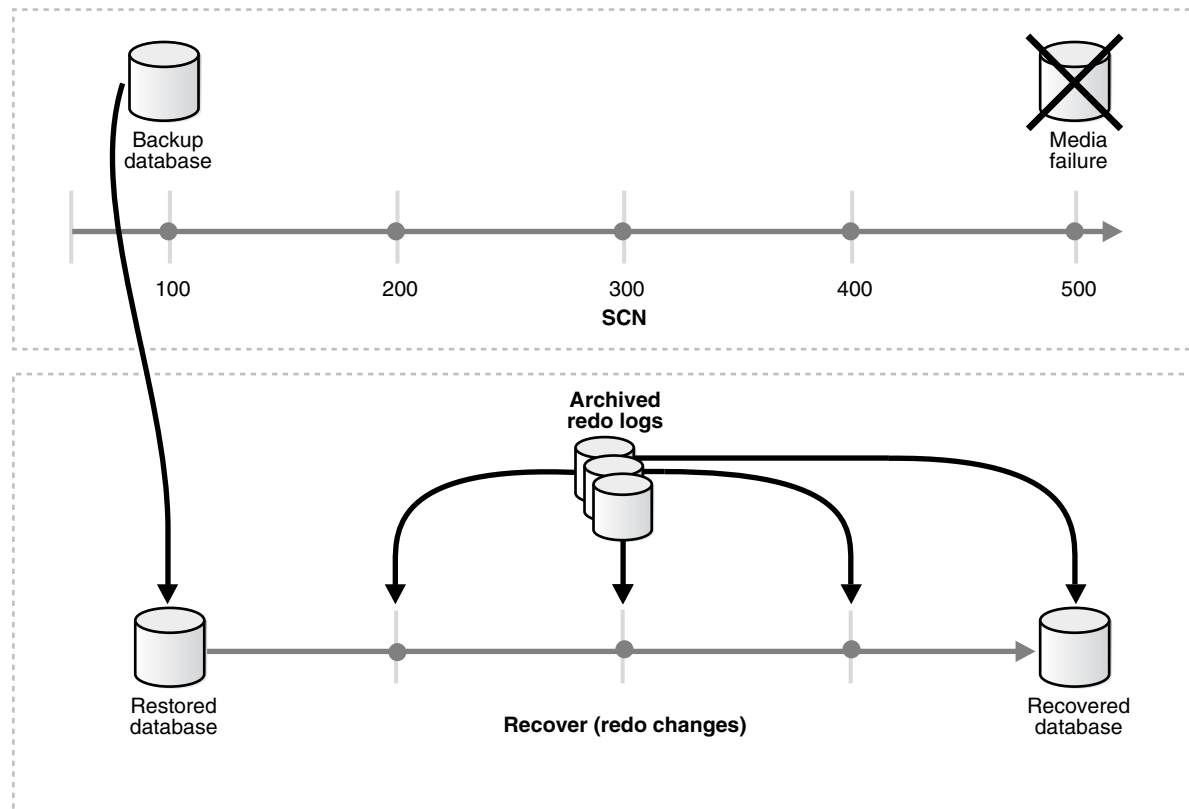 Backup
database
Media
failure
100
200
300
400
500
SCN
Archived
redo logs
Restored
database
Recover (redo changes)
Recovered
database